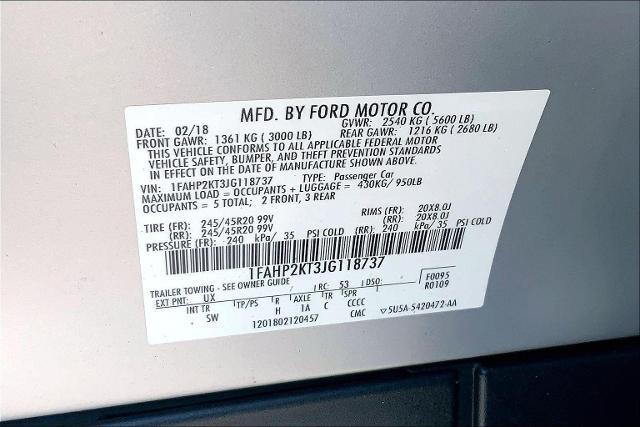 MFD. BY FORD MOTOR CO.
DATE: 02/18 GVWR: 2540 KG ( 5600 LB)
FRONT GAWR: 1361 KG ( 3000 LB) REAR GAWR: 1216 KG ( 2680 LB)
THIS VEHICLE CONFORMS TO ALL APPLICABLE FEDERAL MOTOR
VEHICLE SAFETY, BUMPER, AND THEFT PREVENTION STANDARDS
IN EFFECT ON THE DATE OF MANUFACTURE SHOWN ABOVE.
VIN: 1FAHP2KT3JG118737 TYPE: Passenger Car
MAXIMUM LOAD = OCCUPANTS + LUGGAGE = 430KG/ 950LB
OCCUPANTS = 5 TOTAL; 2 FRONT, 3 REAR
TIRE (FR): 245/45R20 99V RIMS (FR): 20X8.0J
(RR): 245/45R20 99V (RR): 20X8.0J
PRESSURE (FR): 240 kPa/ 35 PSI COLD (RR): 240 kPa/ 35 PSI COLD
1FAHP2KT3JG118737
TRAILER TOWING - SEE OWNER GUIDE
EXT PNT: UX RC: 53 DSO: F0095
R0109
INT TR TP/PS R AXLE TR SPR
SW H 1A C CCCC
1201802120457 ▽5U5A-5420472-AA